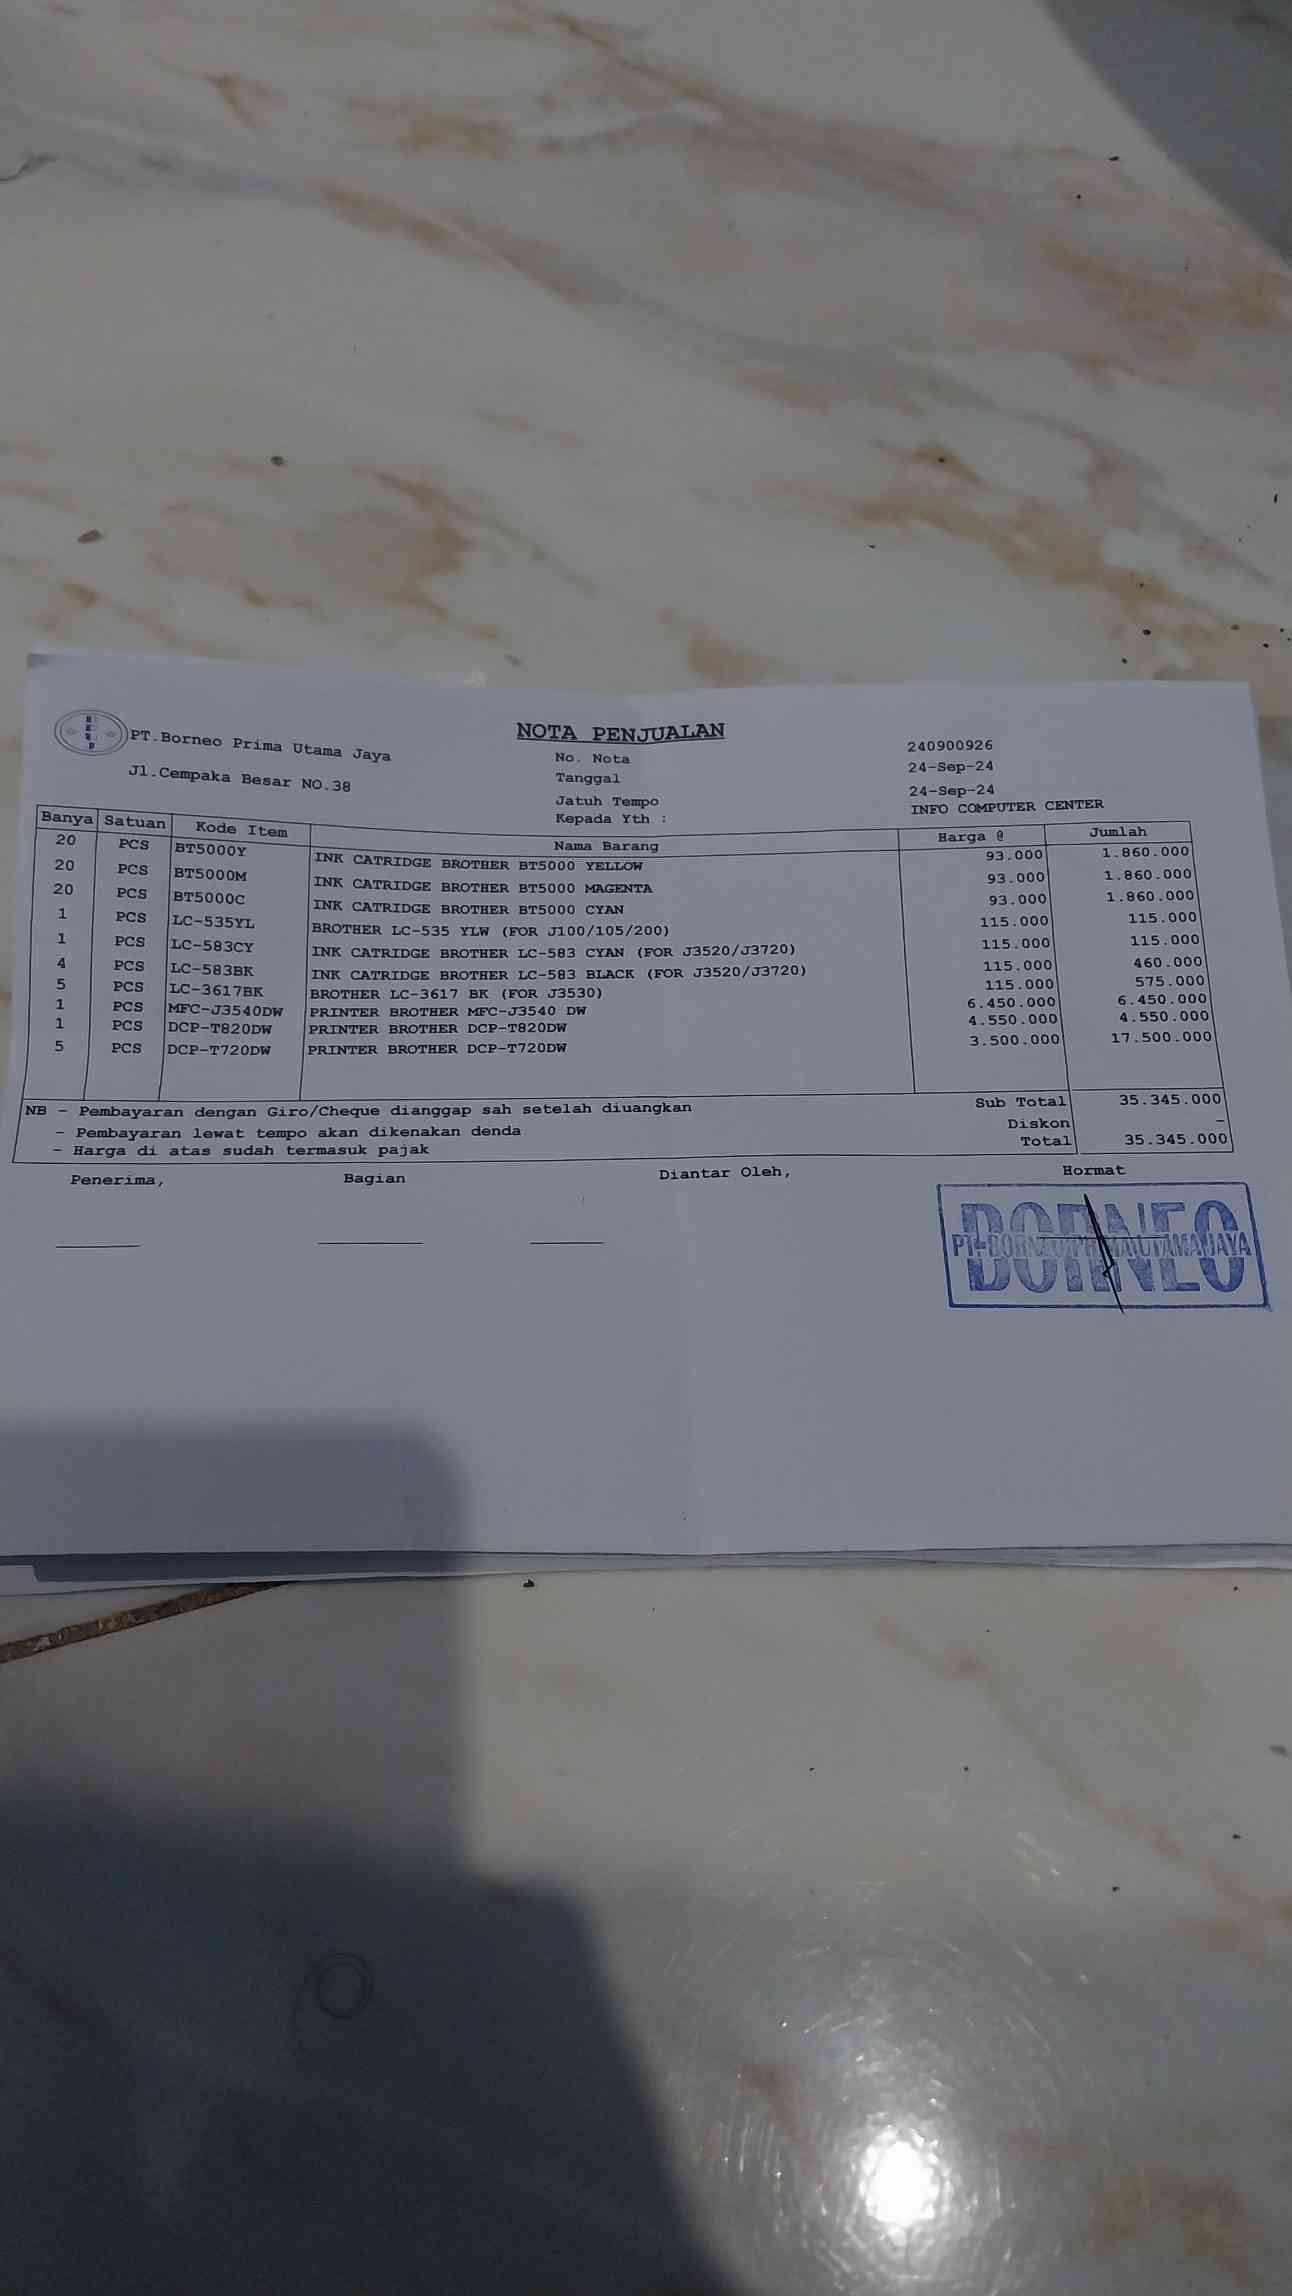 NOTA PENJUALAN
PT.Borneo Prima Utama Jaya
Jl.Cempaka Besar NO.38
No. Nota 240900926
Tanggal 24-Sep-24
Jatuh Tempo 24-Sep-24
Kepada Yth : INFO COMPUTER CENTER
Banya Satuan Kode Item Nama Barang Harga @ Jumlah
20 PCS BT5000Y INK CATRIDGE BROTHER BT5000 YELLOW 93.000 1.860.000
20 PCS BT5000M INK CATRIDGE BROTHER BT5000 MAGENTA 93.000 1.860.000
20 PCS BT5000C INK CATRIDGE BROTHER BT5000 CYAN 93.000 1.860.000
1 PCS LC-535YL BROTHER LC-535 YLW (FOR J100/105/200) 115.000 115.000
1 PCS LC-583CY INK CATRIDGE BROTHER LC-583 CYAN (FOR J3520/J3720) 115.000 115.000
4 PCS LC-583BK INK CATRIDGE BROTHER LC-583 BLACK (FOR J3520/J3720) 115.000 460.000
5 PCS LC-3617BK BROTHER LC-3617 BK (FOR J3530) 115.000 575.000
1 PCS MFC-J3540DW PRINTER BROTHER MFC-J3540 DW 6.450.000 6.450.000
1 PCS DCP-T820DW PRINTER BROTHER DCP-T820DW 4.550.000 4.550.000
5 PCS DCP-T720DW PRINTER BROTHER DCP-T720DW 3.500.000 17.500.000
NB - Pembayaran dengan Giro/Cheque dianggap sah setelah diuangkan Sub Total 35.345.000
- Pembayaran lewat tempo akan dikenakan denda Diskon -
- Harga di atas sudah termasuk pajak Total 35.345.000
Penerima, Bagian Diantar Oleh, Hormat
BORNEO
PT. BORNEO PRIMA UTAMA JAYA